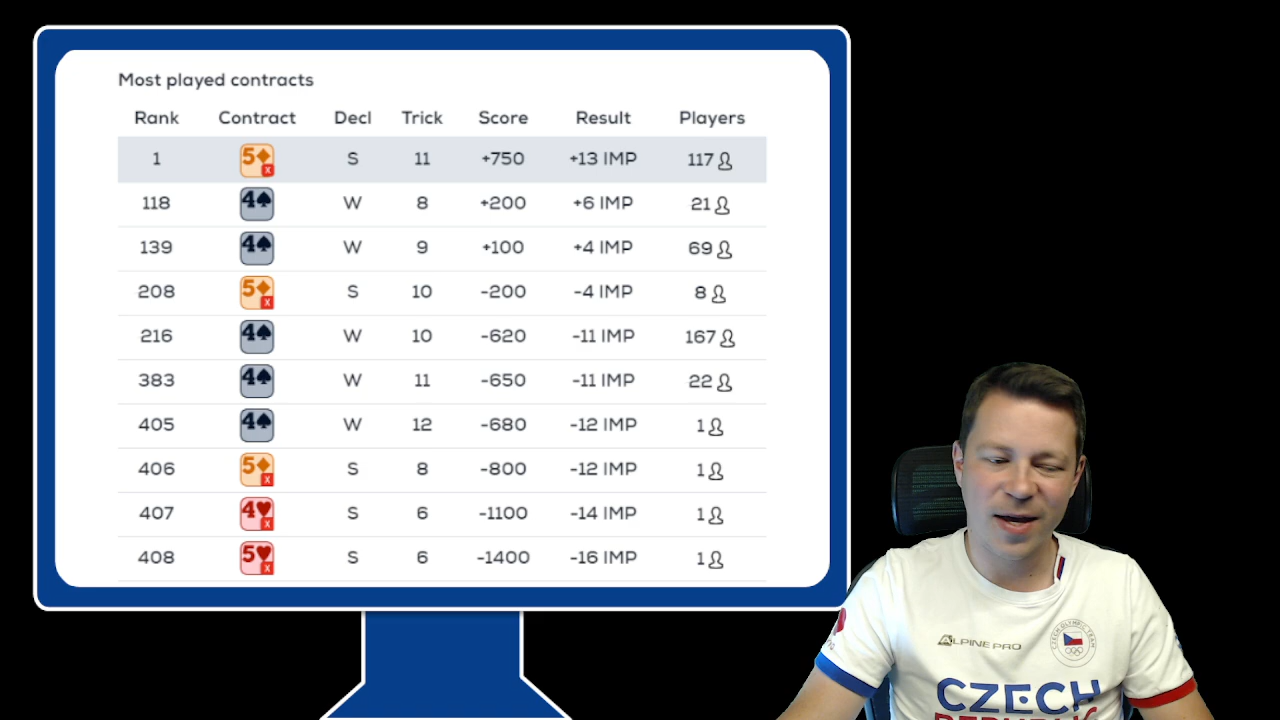 Most played contracts
Rank Contract Decl Trick Score Result Players
1 5♦x S 11 +750 +13 IMP 117
118 4♠ W 8 +200 +6 IMP 21
139 4♠ W 9 +100 +4 IMP 69
208 5♦x S 10 -200 -4 IMP 8
216 4♠ W 10 -620 -11 IMP 167
383 4♠ W 11 -650 -11 IMP 22
405 4♠ W 12 -680 -12 IMP 1
406 5♦x S 8 -800 -12 IMP 1
407 4♥x S 6 -1100 -14 IMP 1
408 5♥x S 6 -1400 -16 IMP 1
ALPINE PRO
CZECH OLYMPIC TEAM
CZECH
REPUBLIC